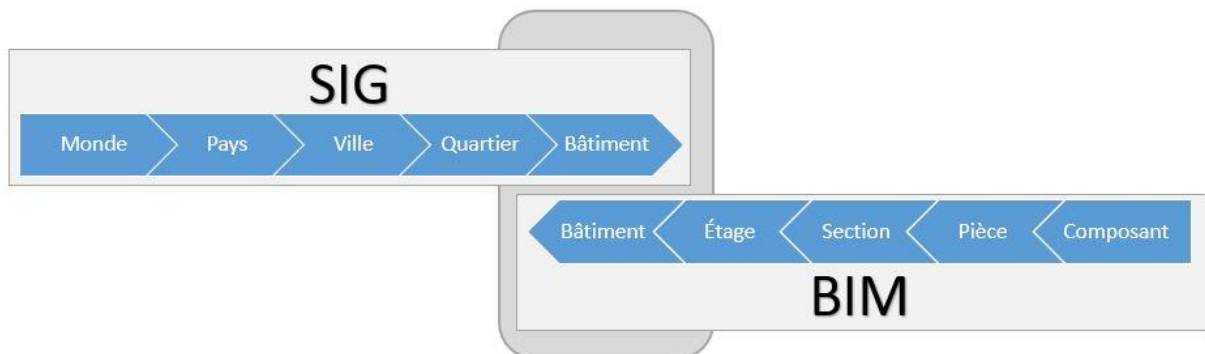 SIG
Monde Pays Ville Quartier Bâtiment
Bâtiment Étage Section Pièce Composant
BIM